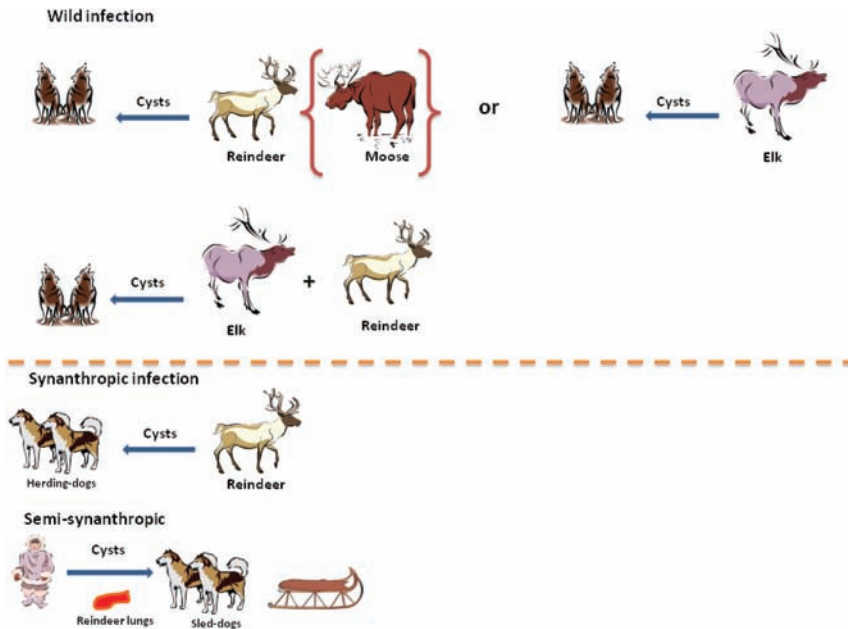 Wild infection
Cysts
Reindeer
Moose
or
Cysts
Elk
Cysts
Elk
+
Reindeer
Synanthropic infection
Cysts
Herding-dogs
Reindeer
Semi-synanthropic
Cysts
Reindeer lungs
Sled-dogs